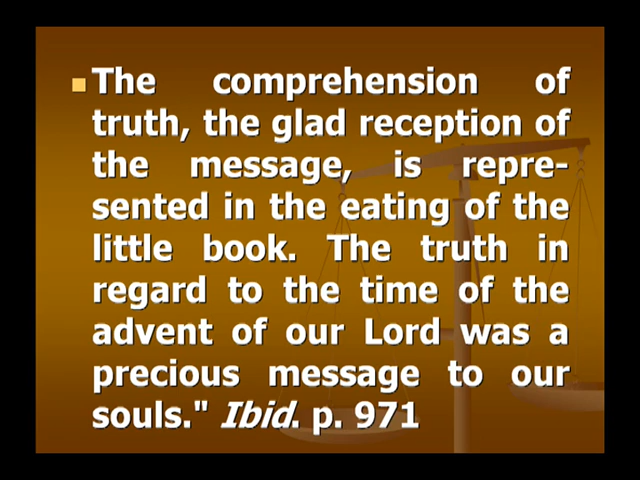 The comprehension of
truth, the glad reception of
the message, is repre-
sented in the eating of the
little book. The truth in
regard to the time of the
advent of our Lord was a
precious message to our
souls." Ibid. p. 971